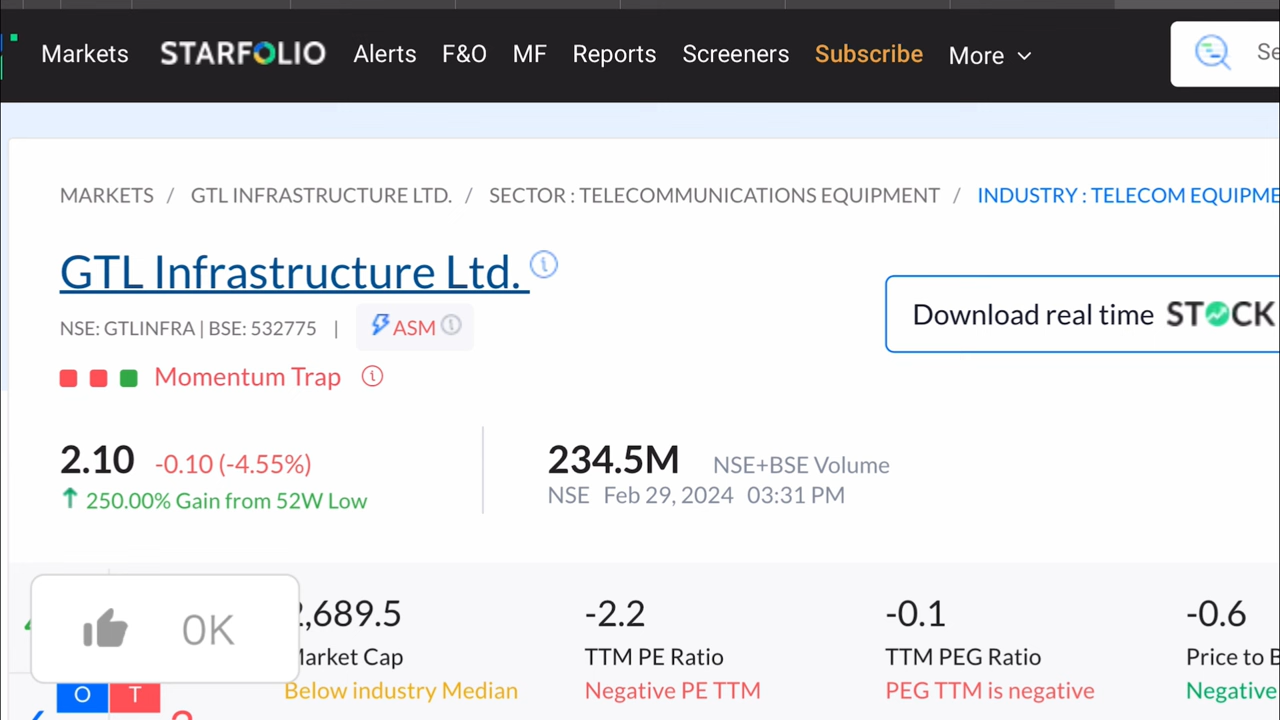 Markets STARFOLIO Alerts F&O MF Reports Screeners Subscribe More
MARKETS / GTL INFRASTRUCTURE LTD. / SECTOR : TELECOMMUNICATIONS EQUIPMENT / INDUSTRY : TELECOM
GTL Infrastructure Ltd.
Download real time STOCK
NSE: GTLINFRA | BSE: 532775 | ASM
Momentum Trap
2.10 -0.10 (-4.55%)
234.5M NSE+BSE Volume
250.00% Gain from 52W Low
NSE Feb 29, 2024 03:31 PM
0K
,689.5 -2.2 -0.1 -0.6
Market Cap TTM PE Ratio TTM PEG Ratio Price to
Below industry Median Negative PE TTM PEG TTM is negative Negative
O T